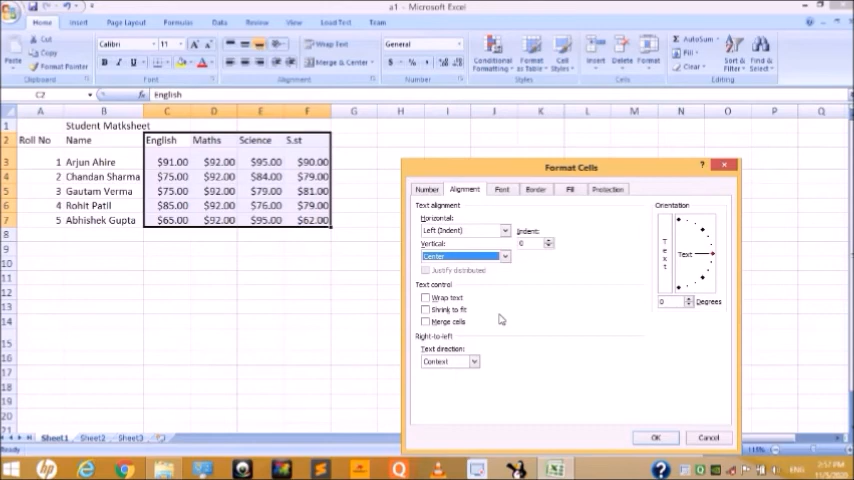 a1 - Microsoft Excel
Home Insert Page Layout Formulas Data Review View Load Test Team
Cut
Copy
Format Painter
Paste
Clipboard
Calibri 11
B I U
Font
Wrap Text
Merge & Center
Alignment
General
$ % ,
Number
Conditional Formatting
Format as Table
Cell Styles
Styles
Insert Delete Format
Cells
AutoSum
Fill
Clear
Sort & Filter
Find & Select
Editing
C2 fx English
A B C D E F G H I J K L M N O P Q
1 Student Matksheet
2 Roll No Name English Maths Science S.st
3 1 Arjun Ahire $91.00 $92.00 $95.00 $90.00
4 2 Chandan Sharma $75.00 $92.00 $84.00 $79.00
5 3 Gautam Verma $75.00 $92.00 $79.00 $81.00
6 4 Rohit Patil $85.00 $92.00 $76.00 $79.00
7 5 Abhishek Gupta $65.00 $92.00 $95.00 $62.00
8
9
10
11
12
13
14
15
16
17
18
19
20
21
Format Cells
Number Alignment Font Border Fill Protection
Text alignment
Horizontal:
Left (Indent)
Indent:
Vertical:
0
Center
Justify distributed
Text control
Wrap text
Shrink to fit
Merge cells
Right-to-left
Text direction:
Context
Orientation
Text
Text
0 Degrees
OK Cancel
Sheet1 Sheet2 Sheet3
Ready
ENG
2:57 PM
11/5/2020